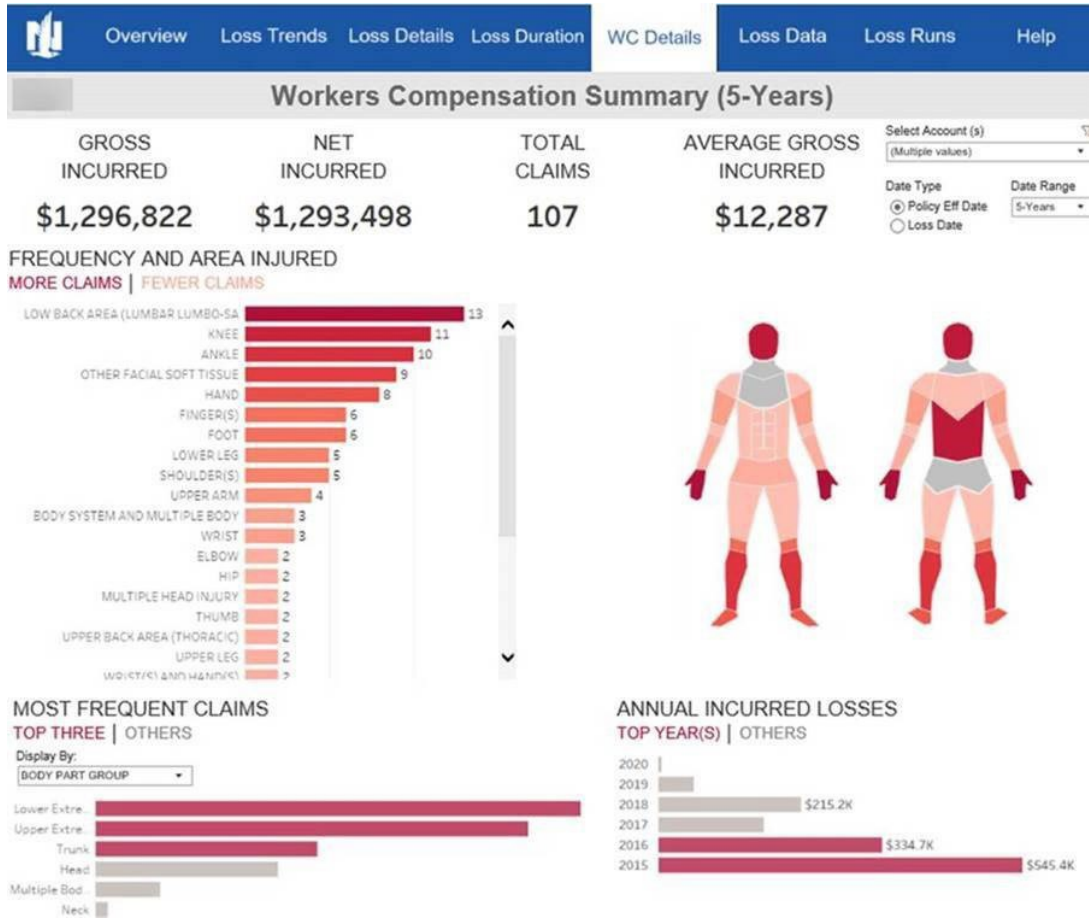 Overview Loss Trends Loss Details Loss Duration WC Details Loss Data Loss Runs Help
Workers Compensation Summary (5-Years)
GROSS INCURRED
$1,296,822
NET INCURRED
$1,293,498
TOTAL CLAIMS
107
AVERAGE GROSS INCURRED
$12,287
Select Account (s)
(Multiple values)
Date Type
Policy Eff Date
Loss Date
Date Range
5-Years
FREQUENCY AND AREA INJURED
MORE CLAIMS | FEWER CLAIMS
LOW BACK AREA (LUMBAR LUMBO-SA 13
KNEE 11
ANKLE 10
OTHER FACIAL SOFT TISSUE 9
HAND 8
FINGER(S) 6
FOOT 6
LOWER LEG 5
SHOULDER(S) 5
UPPER ARM 4
BODY SYSTEM AND MULTIPLE BODY 3
WRIST 3
ELBOW 2
HIP 2
MULTIPLE HEAD INJURY 2
THUMB 2
UPPER BACK AREA (THORACIC) 2
UPPER LEG 2
WRIST(S) AND HAND(S) 2
MOST FREQUENT CLAIMS
TOP THREE | OTHERS
Display By:
BODY PART GROUP
Lower Extre..
Upper Extre..
Trunk
Head
Multiple Bod..
Neck
ANNUAL INCURRED LOSSES
TOP YEAR(S) | OTHERS
2020
2019
2018 $215.2K
2017
2016 $334.7K
2015 $545.4K